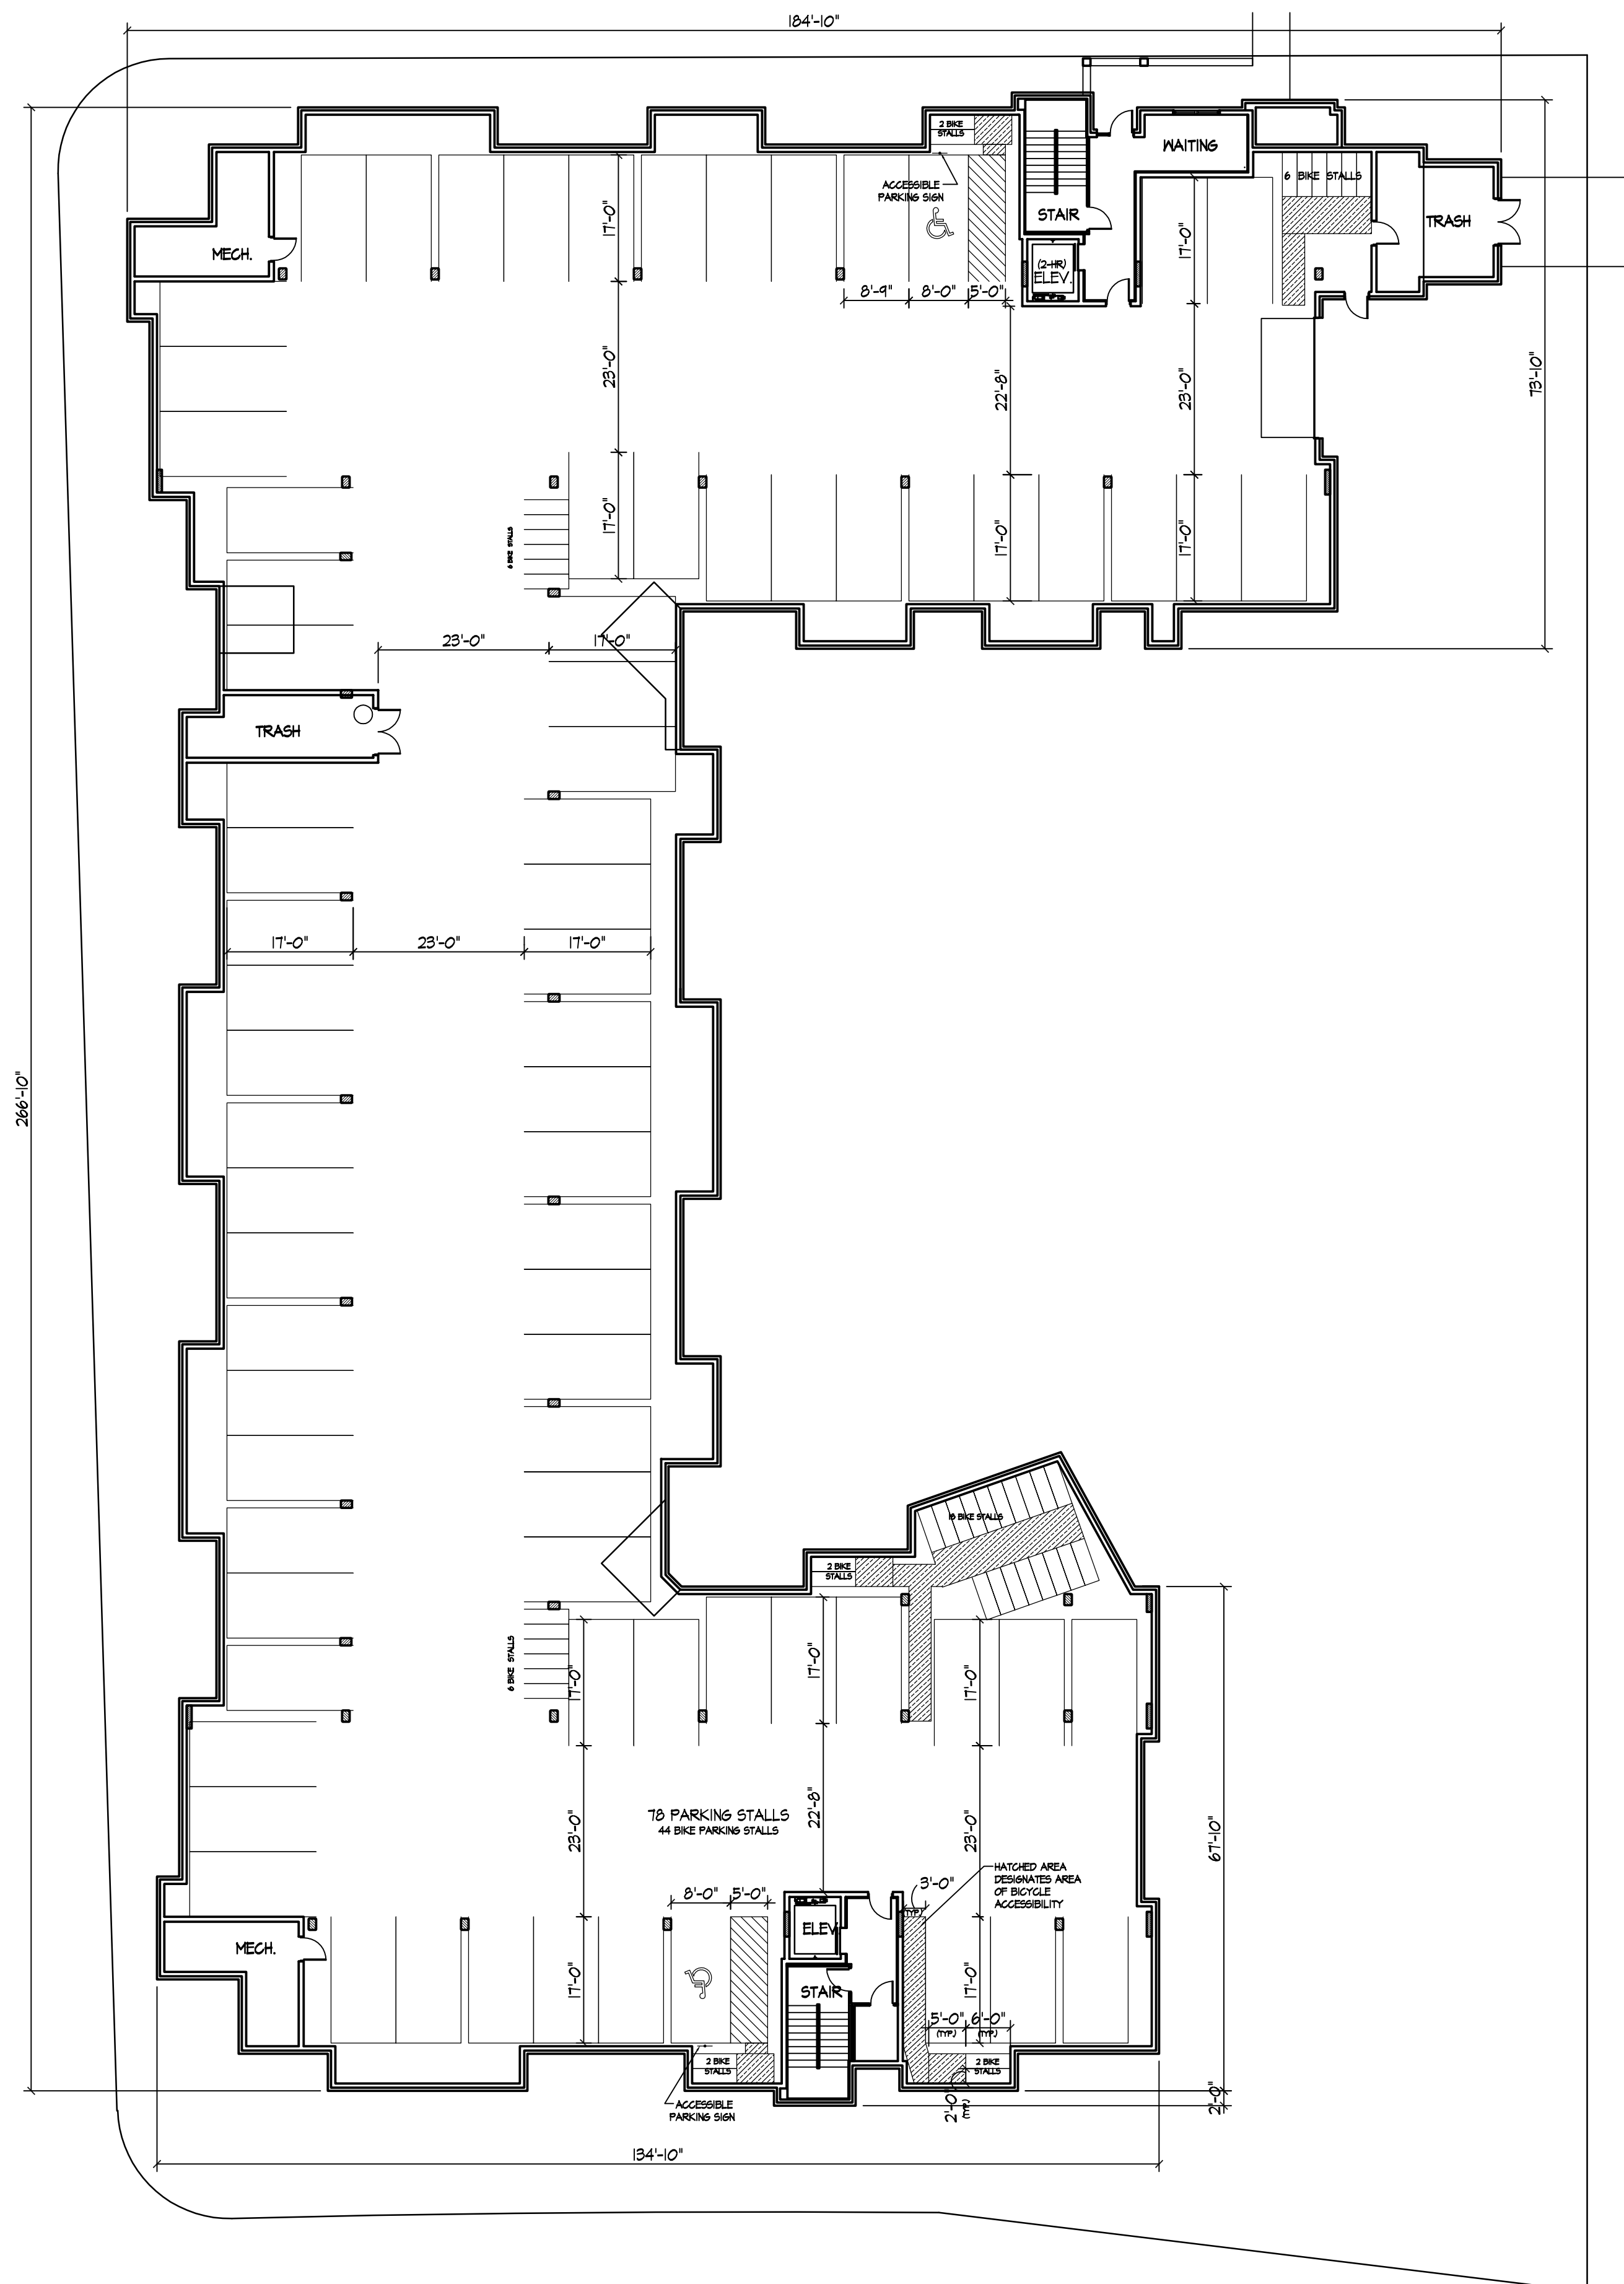 184'-10"
2 BIKE
STALLS
WAITING
ACCESSIBLE
PARKING SIGN
6 BIKE STALLS
STAIR
TRASH
MECH.
17'-0"
17'-0"
(2-HR)
ELEV.
8'-9"
8'-0"
5'-0"
23'-0"
22'-8"
23'-0"
73'-10"
6 BIKE STALLS
17'-0"
17'-0"
17'-0"
23'-0"
17'-0"
TRASH
17'-0"
23'-0"
17'-0"
266'-10"
18 BIKE STALLS
2 BIKE
STALLS
6 BIKE STALLS
17'-0
17'-0"
17'-0"
78 PARKING STALLS
44 BIKE PARKING STALLS
23'-0"
22'-8"
23'-0"
67'-10"
HATCHED AREA
DESIGNATES AREA
OF BICYCLE
ACCESSIBILITY
8'-0"
5'-0"
3'-0"
(TYP.)
ELEV.
MECH.
STAIR
17'-0"
17'-0"
5'-0"
6'-0"
(TYP.)
(TYP.)
2 BIKE
STALLS
2 BIKE
STALLS
ACCESSIBLE
PARKING SIGN
2'-0"
(TYP.)
2'-0"
134'-10"